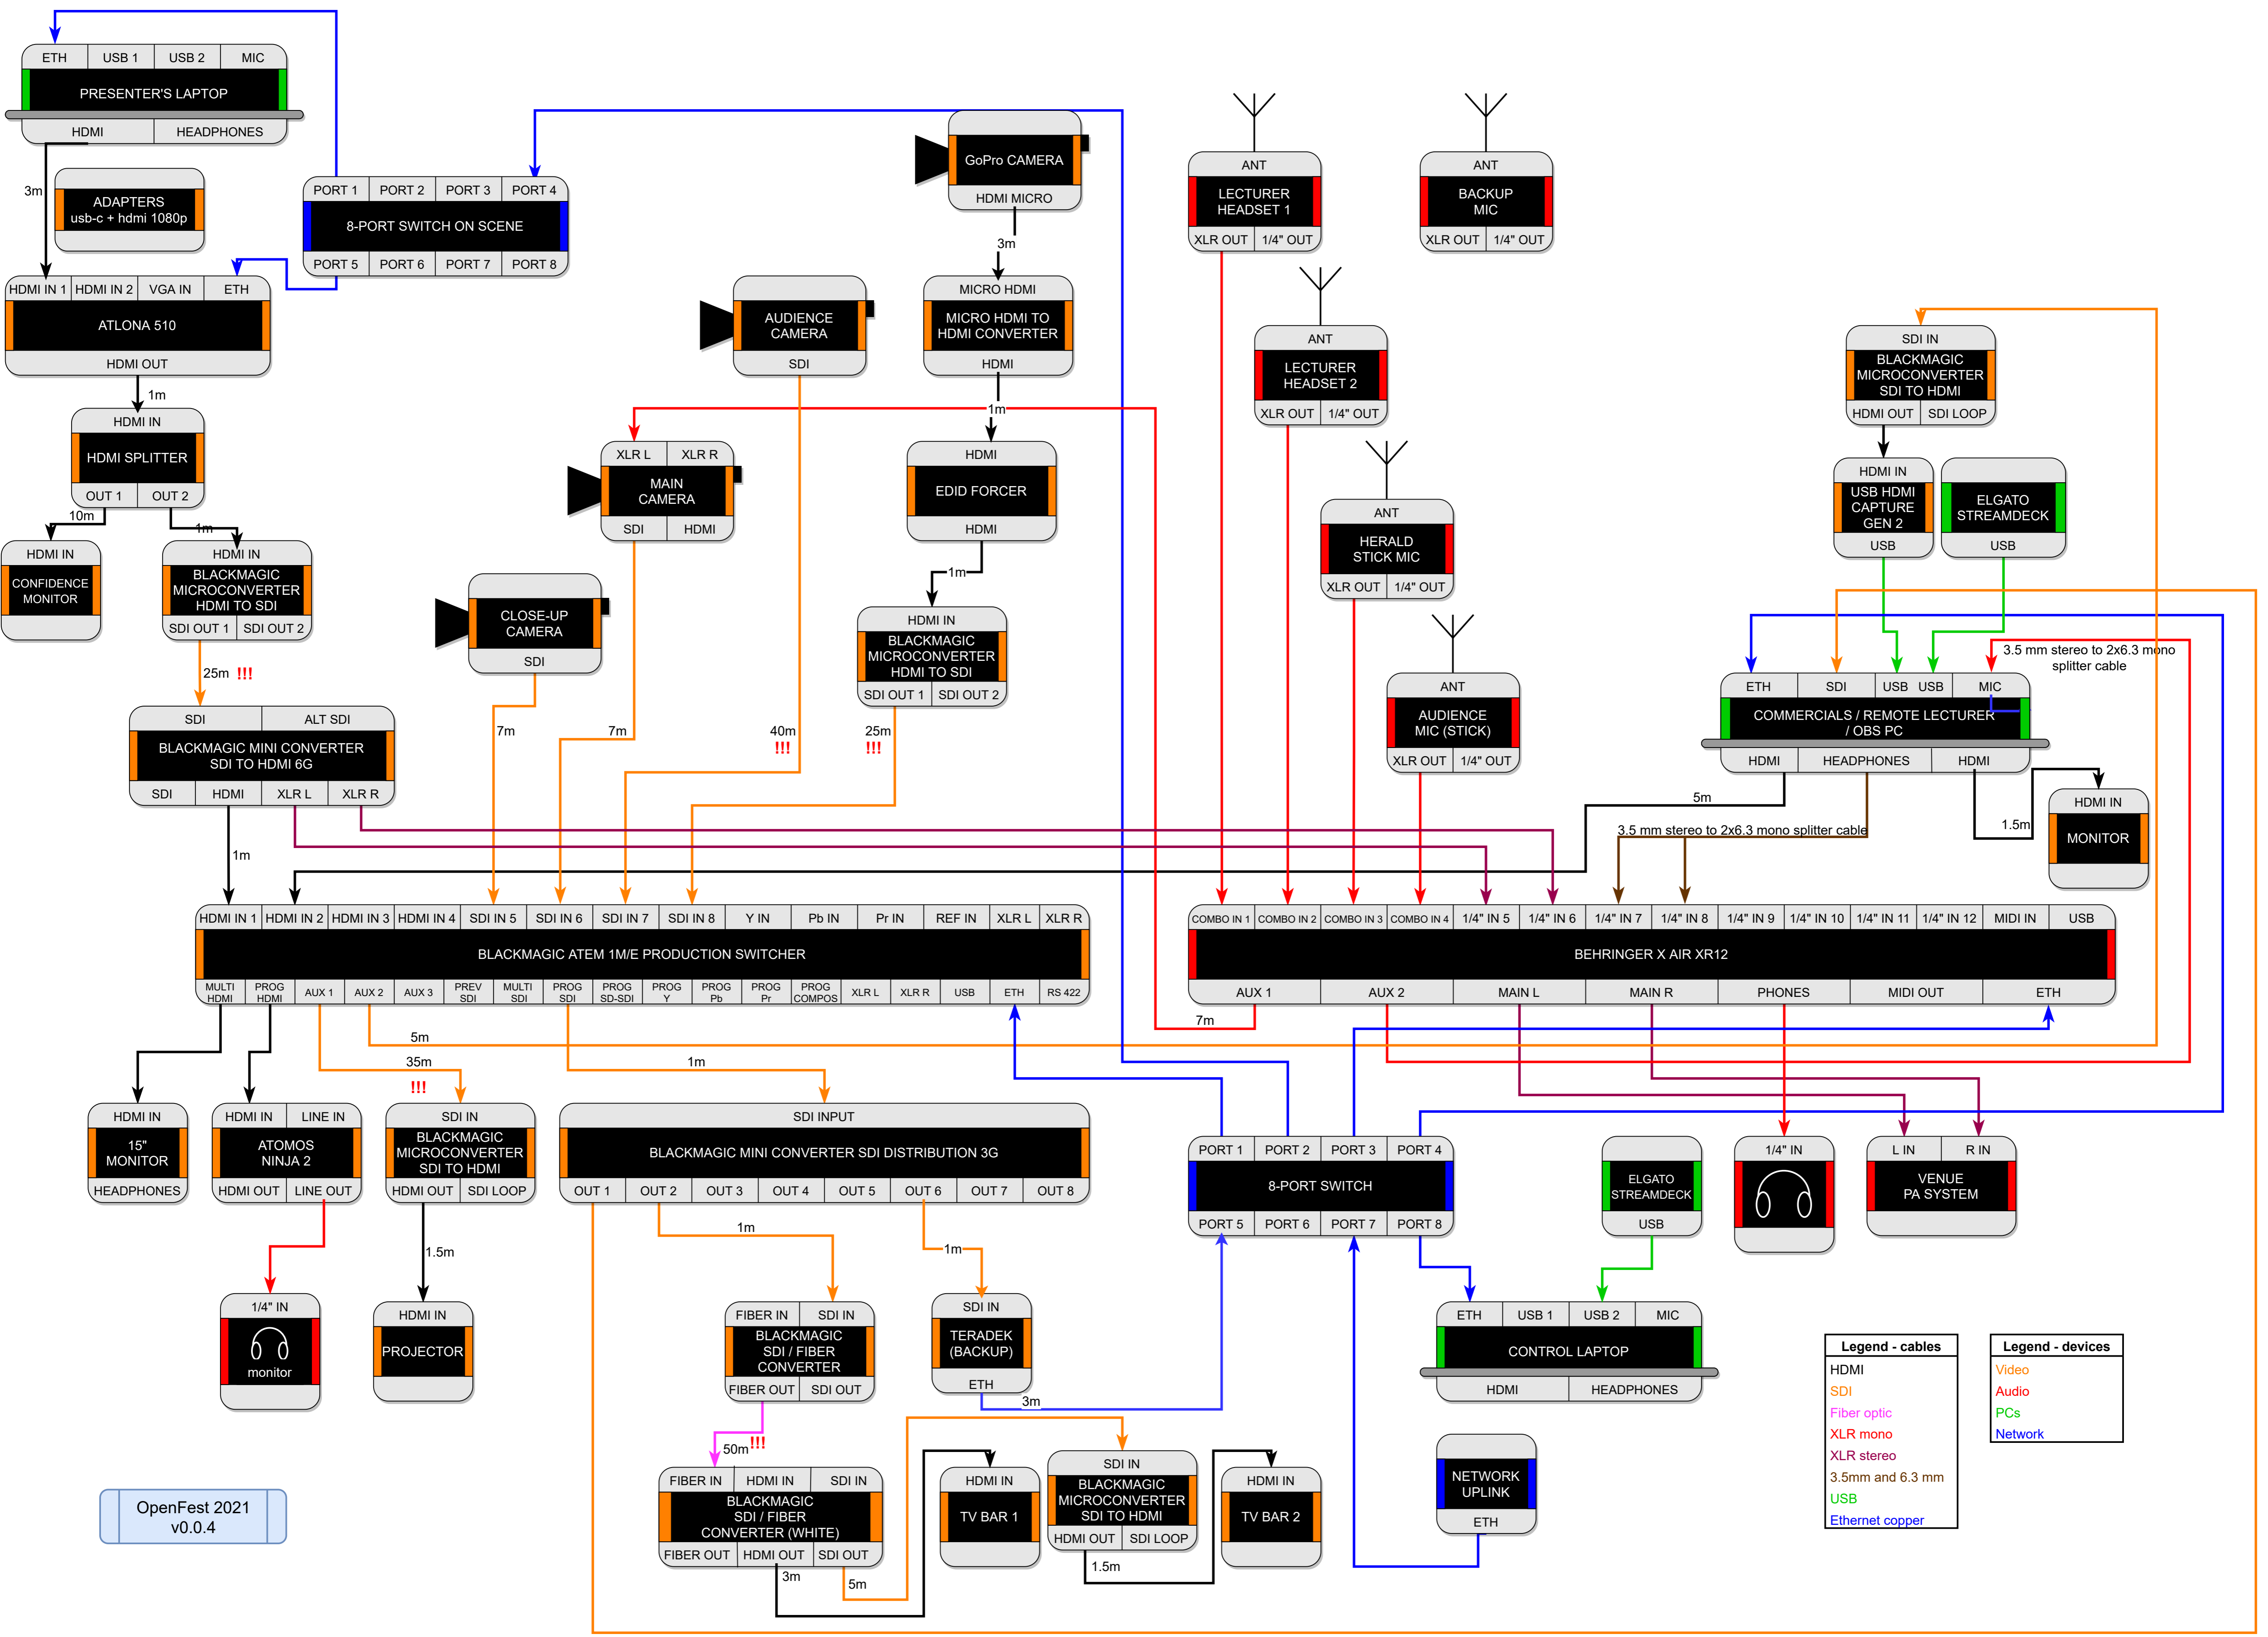 ETH USB 1 USB 2 MIC
PRESENTER'S LAPTOP
HDMI HEADPHONES
3m
ADAPTERS
usb-c + hdmi 1080p
PORT 1 PORT 2 PORT 3 PORT 4
8-PORT SWITCH ON SCENE
PORT 5 PORT 6 PORT 7 PORT 8
HDMI IN 1 HDMI IN 2 VGA IN ETH
ATLONA 510
HDMI OUT
1m
HDMI IN
HDMI SPLITTER
OUT 1 OUT 2
10m
1m
HDMI IN
CONFIDENCE
MONITOR
HDMI IN
BLACKMAGIC
MICROCONVERTER
HDMI TO SDI
SDI OUT 1 SDI OUT 2
25m !!!
SDI ALT SDI
BLACKMAGIC MINI CONVERTER
SDI TO HDMI 6G
SDI HDMI XLR L XLR R
1m
GoPro CAMERA
HDMI MICRO
3m
MICRO HDMI
MICRO HDMI TO
HDMI CONVERTER
HDMI
1m
HDMI
EDID FORCER
HDMI
1m
HDMI IN
BLACKMAGIC
MICROCONVERTER
HDMI TO SDI
SDI OUT 1 SDI OUT 2
25m
!!!
AUDIENCE
CAMERA
SDI
40m
!!!
XLR L XLR R
MAIN
CAMERA
SDI HDMI
7m
CLOSE-UP
CAMERA
SDI
7m
ANT
LECTURER
HEADSET 1
XLR OUT 1/4" OUT
ANT
BACKUP
MIC
XLR OUT 1/4" OUT
ANT
LECTURER
HEADSET 2
XLR OUT 1/4" OUT
ANT
HERALD
STICK MIC
XLR OUT 1/4" OUT
ANT
AUDIENCE
MIC (STICK)
XLR OUT 1/4" OUT
SDI IN
BLACKMAGIC
MICROCONVERTER
SDI TO HDMI
HDMI OUT SDI LOOP
HDMI IN
USB HDMI
CAPTURE
GEN 2
USB
ELGATO
STREAMDECK
USB
3.5 mm stereo to 2x6.3 mono
splitter cable
ETH SDI USB USB MIC
COMMERCIALS / REMOTE LECTURER
/ OBS PC
HDMI HEADPHONES HDMI
5m
3.5 mm stereo to 2x6.3 mono splitter cable
1.5m
HDMI IN
MONITOR
HDMI IN 1 HDMI IN 2 HDMI IN 3 HDMI IN 4 SDI IN 5 SDI IN 6 SDI IN 7 SDI IN 8 Y IN Pb IN Pr IN REF IN XLR L XLR R
BLACKMAGIC ATEM 1M/E PRODUCTION SWITCHER
MULTI HDMI PROG HDMI AUX 1 AUX 2 AUX 3 PREV SDI MULTI SDI PROG SDI PROG SD-SDI PROG Y PROG Pb PROG Pr PROG COMPOS XLR L XLR R USB ETH RS 422
COMBO IN 1 COMBO IN 2 COMBO IN 3 COMBO IN 4 1/4" IN 5 1/4" IN 6 1/4" IN 7 1/4" IN 8 1/4" IN 9 1/4" IN 10 1/4" IN 11 1/4" IN 12 MIDI IN USB
BEHRINGER X AIR XR12
AUX 1 AUX 2 MAIN L MAIN R PHONES MIDI OUT ETH
7m
5m
35m
!!!
1m
HDMI IN
15"
MONITOR
HEADPHONES
HDMI IN LINE IN
ATOMOS
NINJA 2
HDMI OUT LINE OUT
SDI IN
BLACKMAGIC
MICROCONVERTER
SDI TO HDMI
HDMI OUT SDI LOOP
1.5m
1/4" IN
monitor
HDMI IN
PROJECTOR
SDI INPUT
BLACKMAGIC MINI CONVERTER SDI DISTRIBUTION 3G
OUT 1 OUT 2 OUT 3 OUT 4 OUT 5 OUT 6 OUT 7 OUT 8
1m
1m
FIBER IN SDI IN
BLACKMAGIC
SDI / FIBER
CONVERTER
FIBER OUT SDI OUT
SDI IN
TERADEK
(BACKUP)
ETH
3m
50m !!!
FIBER IN HDMI IN SDI IN
BLACKMAGIC
SDI / FIBER
CONVERTER (WHITE)
FIBER OUT HDMI OUT SDI OUT
3m
5m
HDMI IN
TV BAR 1
SDI IN
BLACKMAGIC
MICROCONVERTER
SDI TO HDMI
HDMI OUT SDI LOOP
1.5m
HDMI IN
TV BAR 2
PORT 1 PORT 2 PORT 3 PORT 4
8-PORT SWITCH
PORT 5 PORT 6 PORT 7 PORT 8
ELGATO
STREAMDECK
USB
1/4" IN
L IN R IN
VENUE
PA SYSTEM
ETH USB 1 USB 2 MIC
CONTROL LAPTOP
HDMI HEADPHONES
NETWORK
UPLINK
ETH
Legend - cables
HDMI
SDI
Fiber optic
XLR mono
XLR stereo
3.5mm and 6.3 mm
USB
Ethernet copper
Legend - devices
Video
Audio
PCs
Network
OpenFest 2021
v0.0.4